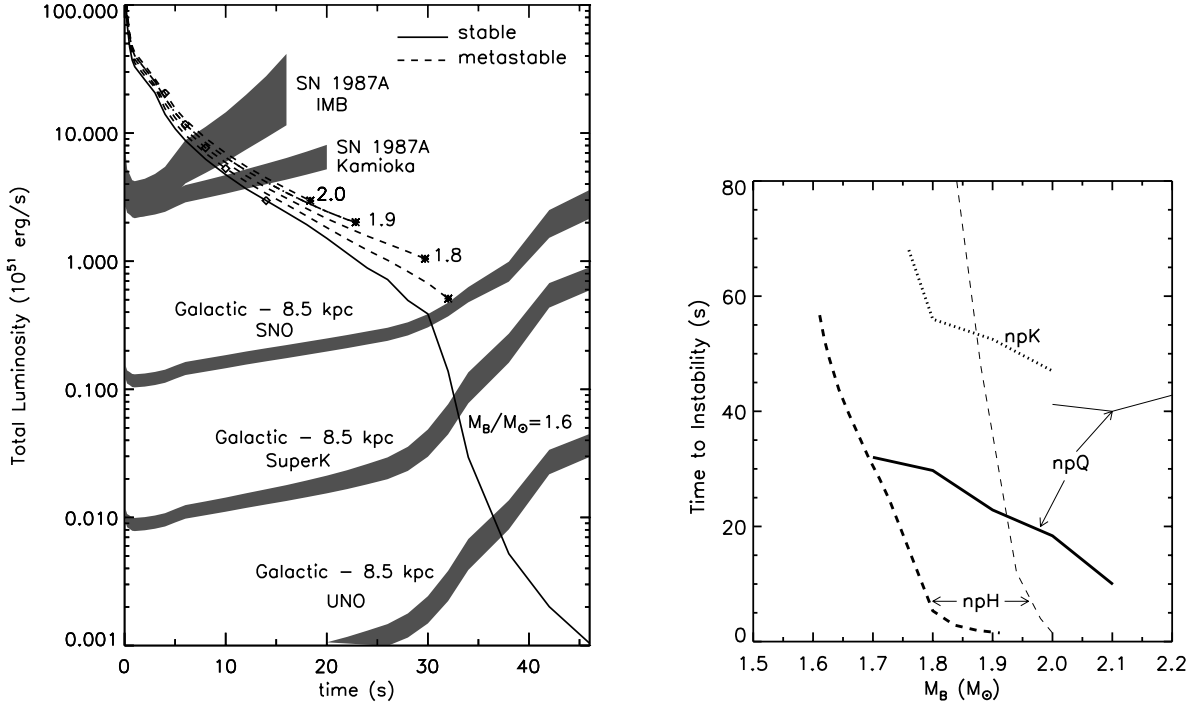 100.000
10.000
1.000
0.100
0.010
0.001
Total Luminosity (10⁵¹ erg/s)
stable
metastable
SN 1987A
IMB
SN 1987A
Kamioka
2.0
1.9
1.8
Galactic – 8.5 kpc
SNO
M_B/M_⊙=1.6
Galactic – 8.5 kpc
SuperK
Galactic – 8.5 kpc
UNO
0 10 20 30 40
time (s)
80
60
40
20
0
Time to Instability (s)
npK
npQ
npH
1.5 1.6 1.7 1.8 1.9 2.0 2.1 2.2
M_B (M_⊙)